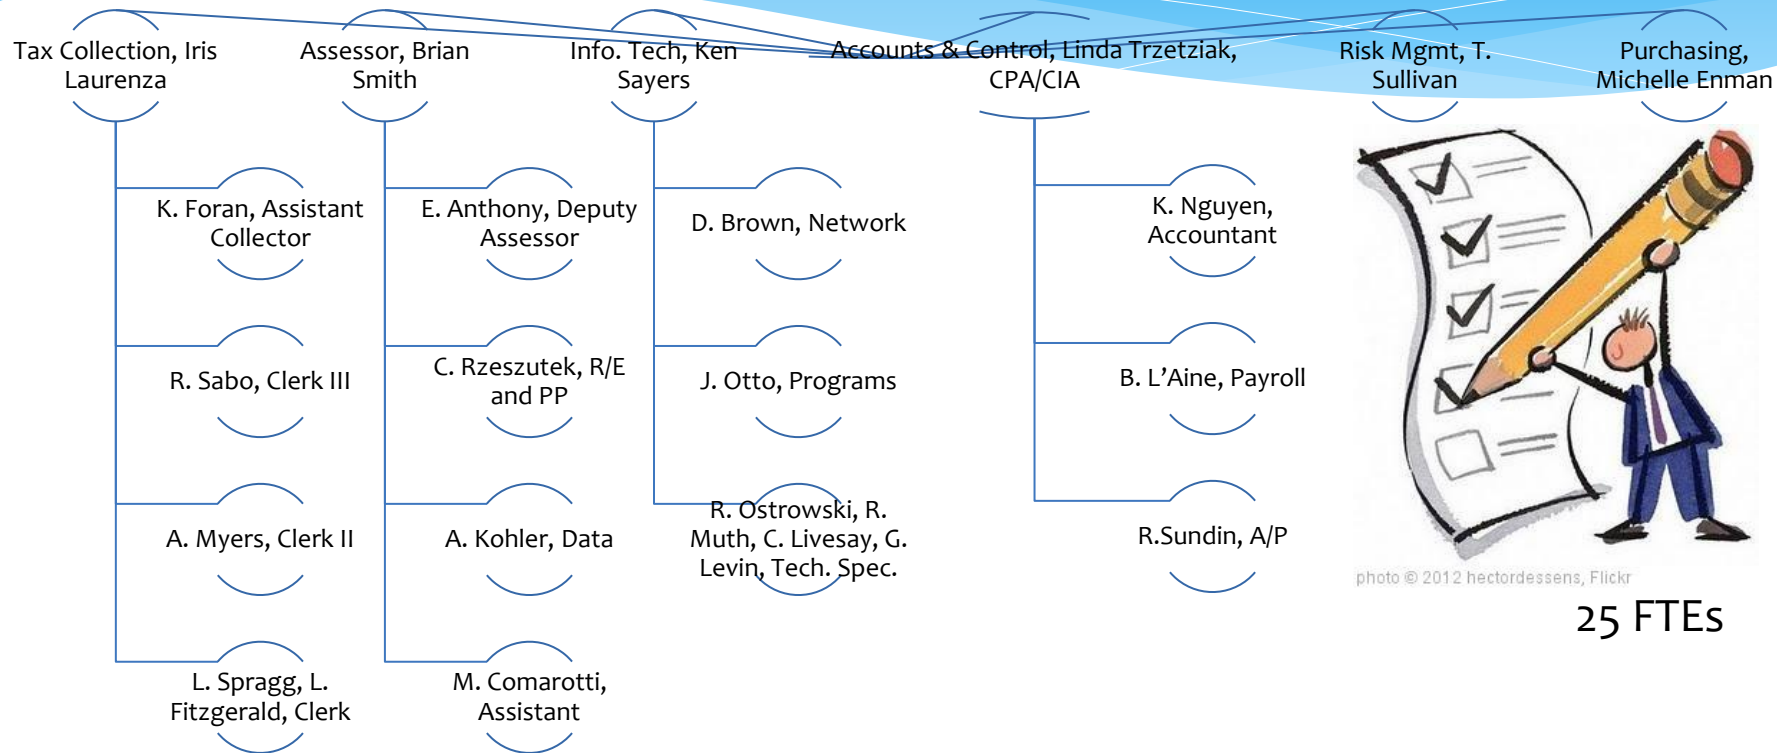 Tax Collection, Iris
Laurenza
Assessor, Brian
Smith
Info. Tech, Ken
Sayers
Accounts & Control, Linda Trzetziak,
CPA/CIA
Risk Mgmt, T.
Sullivan
Purchasing,
Michelle Enman
K. Foran, Assistant
Collector
R. Sabo, Clerk III
A. Myers, Clerk II
L. Spragg, L.
Fitzgerald, Clerk
E. Anthony, Deputy
Assessor
C. Rzeszutek, R/E
and PP
A. Kohler, Data
M. Comarotti,
Assistant
D. Brown, Network
J. Otto, Programs
R. Ostrowski, R.
Muth, C. Livesay, G.
Levin, Tech. Spec.
K. Nguyen,
Accountant
B. L’Aine, Payroll
R.Sundin, A/P
photo © 2012 hectordessens, Flickr
25 FTEs